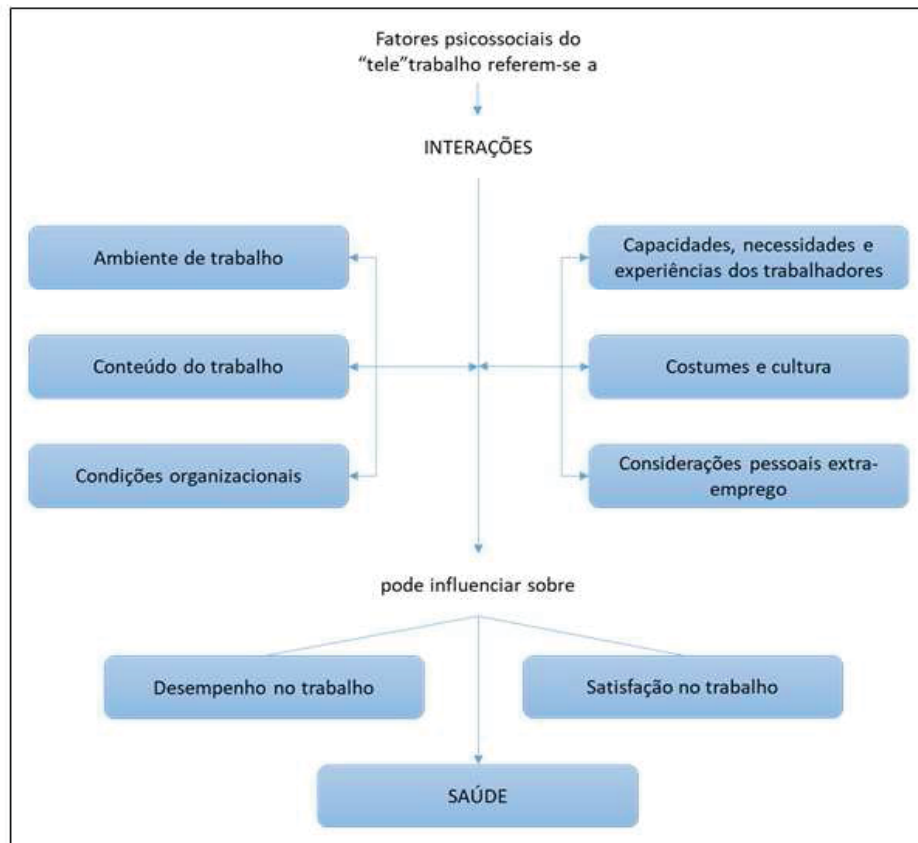 Fatores psicossociais do
“tele”trabalho referem-se a
INTERAÇÕES
Ambiente de trabalho
Capacidades, necessidades e
experiências dos trabalhadores
Conteúdo do trabalho
Costumes e cultura
Condições organizacionais
Considerações pessoais extra-
emprego
pode influenciar sobre
Desempenho no trabalho
Satisfação no trabalho
SAÚDE